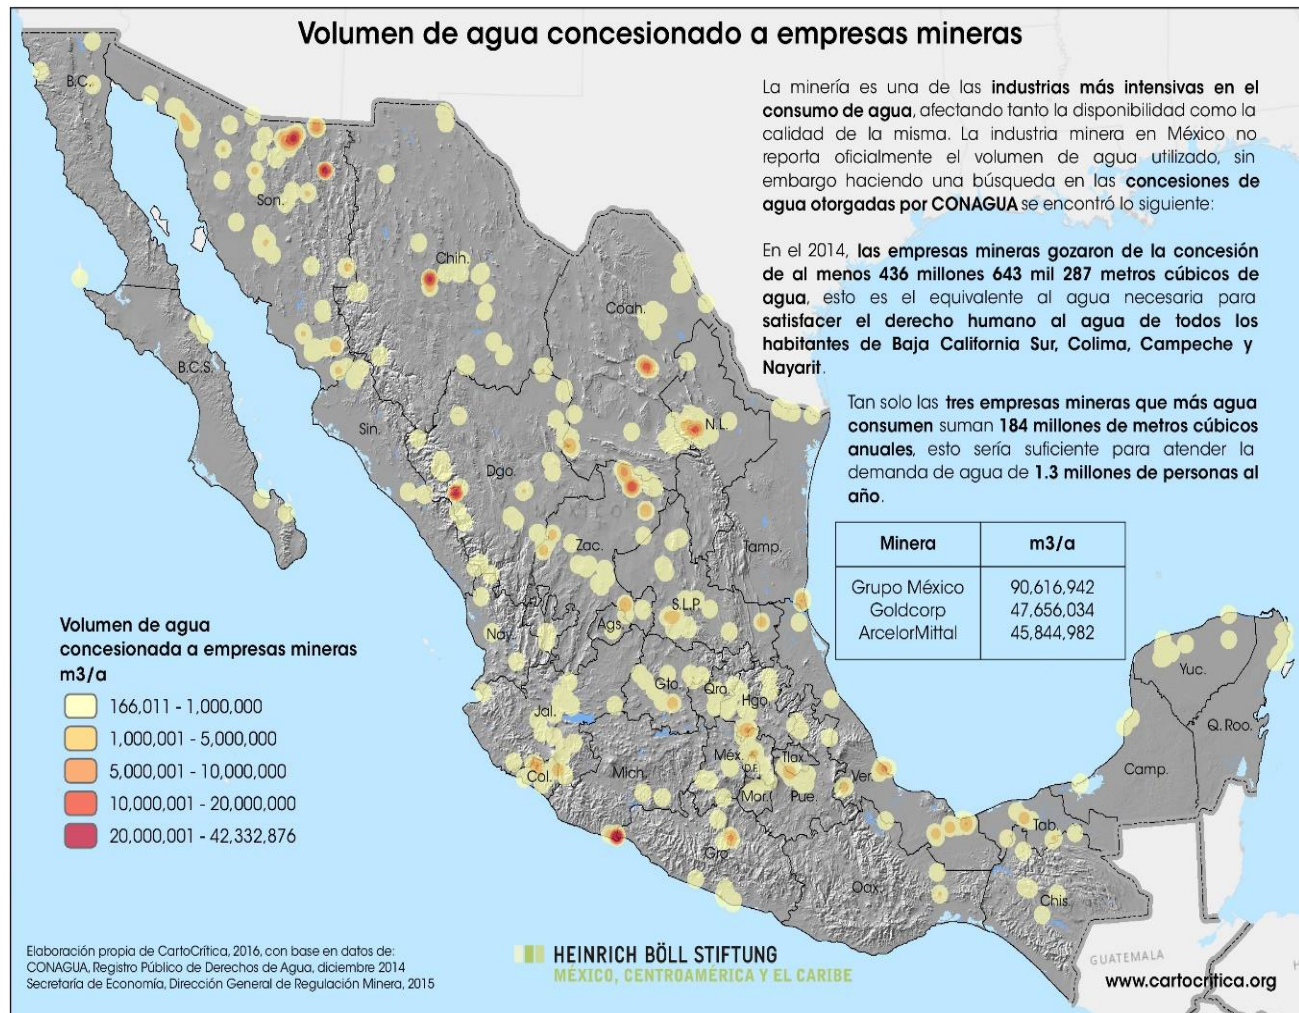 Volumen de agua concesionado a empresas mineras
La minería es una de las industrias más intensivas en el
consumo de agua, afectando tanto la disponibilidad como la
calidad de la misma. La industria minera en México no
reporta oficialmente el volumen de agua utilizado, sin
embargo haciendo una búsqueda en las concesiones de
agua otorgadas por CONAGUA se encontró lo siguiente:
En el 2014, las empresas mineras gozaron de la concesión
de al menos 436 millones 643 mil 287 metros cúbicos de
agua, esto es el equivalente al agua necesaria para
satisfacer el derecho humano al agua de todos los
habitantes de Baja California Sur, Colima, Campeche y
Nayarit.
Tan solo las tres empresas mineras que más agua
consumen suman 184 millones de metros cúbicos
anuales, esto sería suficiente para atender la
demanda de agua de 1.3 millones de personas al
año.
Minera m3/a
Grupo México 90,616,942
Goldcorp 47,656,034
ArcelorMittal 45,844,982
B.C.
Son.
Chih.
Coah.
B.C.S.
Sin.
N.L.
Dgo.
MÉXICO
Zac.
Tamp.
S.L.P.
Ags.
Nay.
Gto.
Qro.
Hgo.
Jal.
Yuc.
Q. Roo.
Camp.
Col.
Mich.
Méx.
D.F.
Tlax.
Mor.
Pue.
Ver.
Tab.
Gro.
Oax.
Chis.
GUATEMALA
Volumen de agua
concesionada a empresas mineras
m3/a
166,011 - 1,000,000
1,000,001 - 5,000,000
5,000,001 - 10,000,000
10,000,001 - 20,000,000
20,000,001 - 42,332,876
Elaboración propia de CartoCrítica, 2016, con base en datos de:
CONAGUA, Registro Público de Derechos de Agua, diciembre 2014
Secretaría de Economía, Dirección General de Regulación Minera, 2015
HEINRICH BÖLL STIFTUNG
MÉXICO, CENTROAMÉRICA Y EL CARIBE
www.cartocritica.org